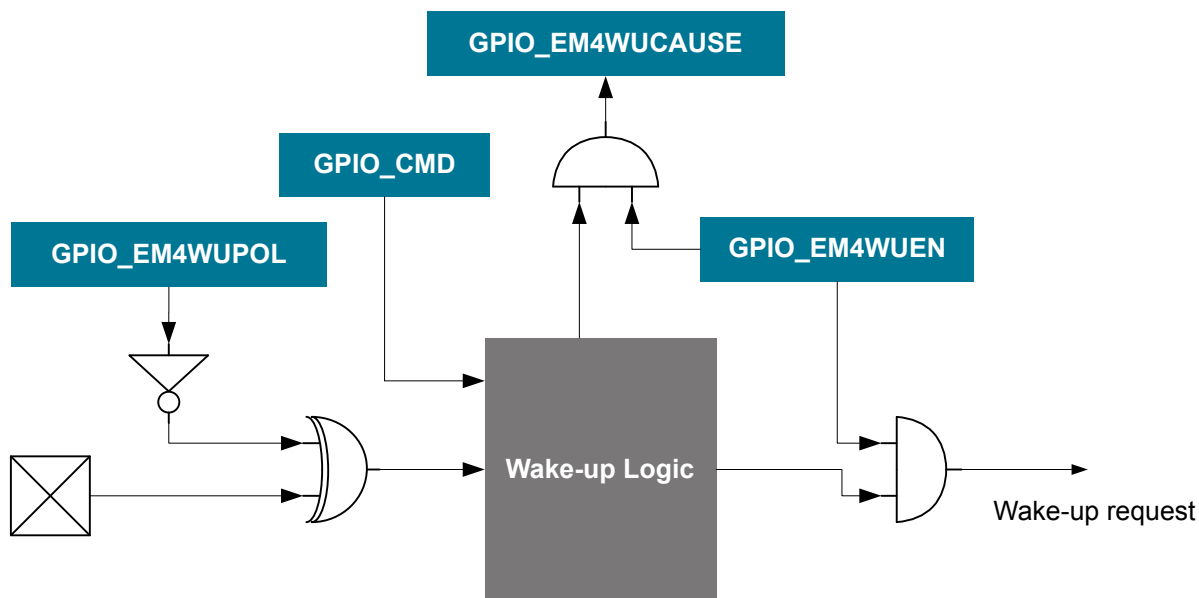 GPIO_EM4WUCAUSE
GPIO_CMD
GPIO_EM4WUPOL
GPIO_EM4WUEN
Wake-up Logic
Wake-up request